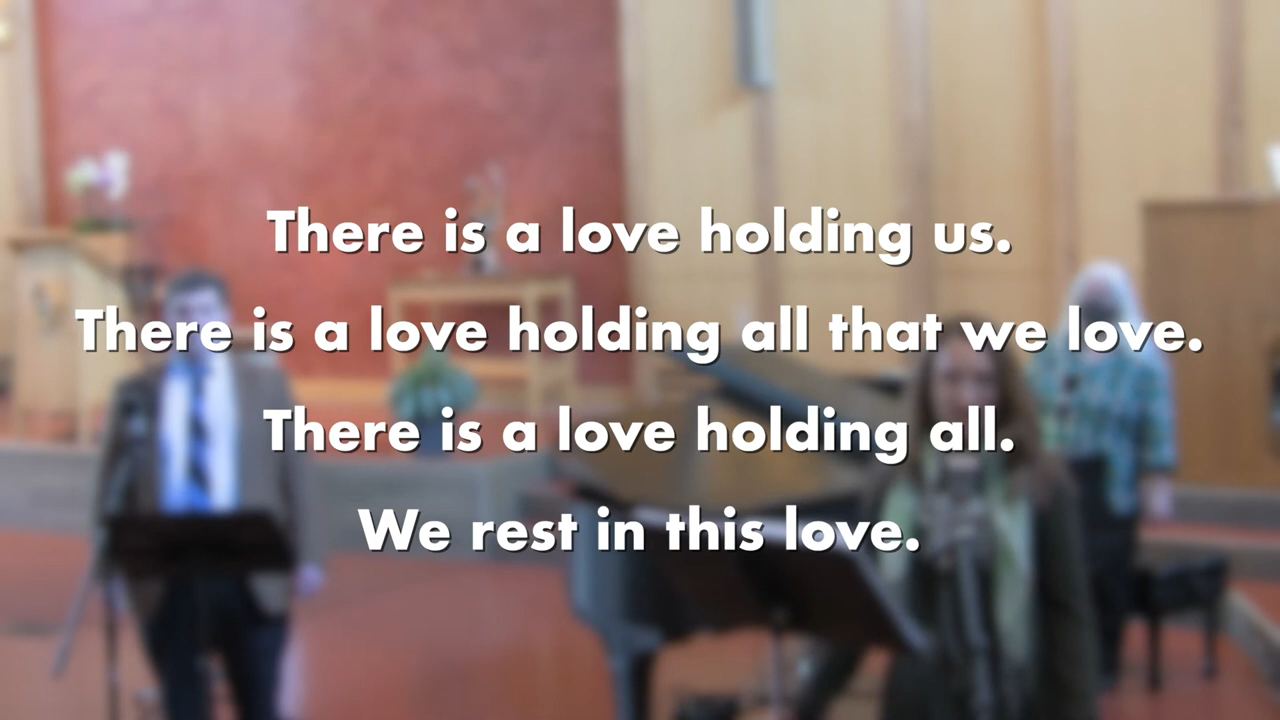 There is a love holding us.
There is a love holding all that we love.
There is a love holding all.
We rest in this love.